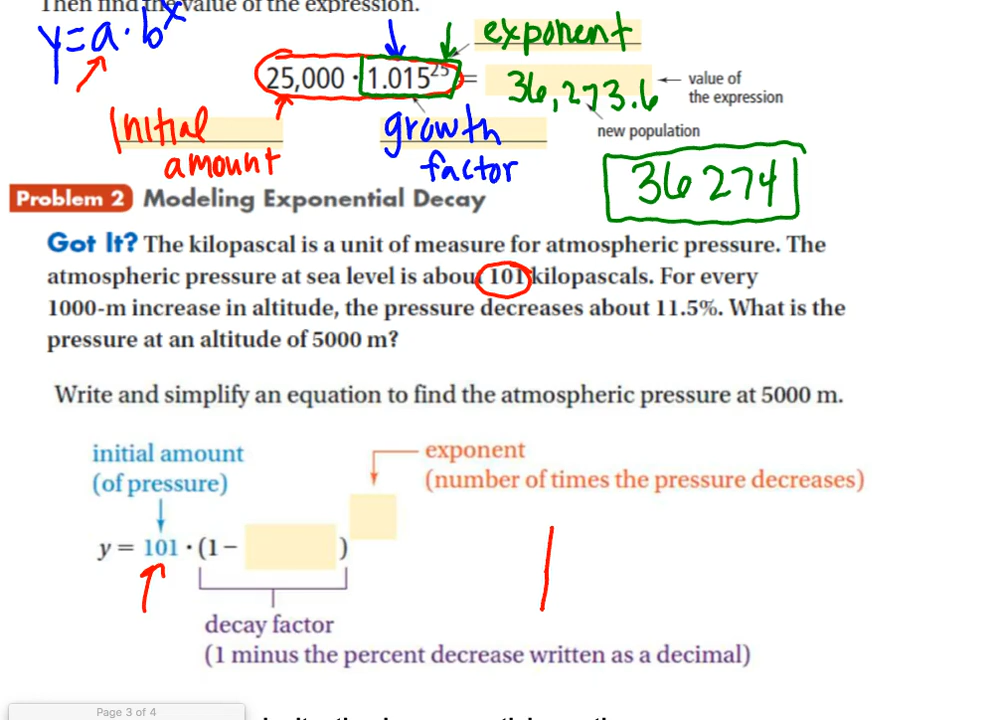 Then find the value of the expression.
y = a · b^x
exponent
25,000 · 1.015^25 = 36,273.6 ← value of
the expression
Initial
amount
growth
factor
new population
36 274
Problem 2 Modeling Exponential Decay
Got It? The kilopascal is a unit of measure for atmospheric pressure. The
atmospheric pressure at sea level is about 101 kilopascals. For every
1000-m increase in altitude, the pressure decreases about 11.5%. What is the
pressure at an altitude of 5000 m?
Write and simplify an equation to find the atmospheric pressure at 5000 m.
initial amount
(of pressure)
exponent
(number of times the pressure decreases)
y = 101 · (1 − )
decay factor
(1 minus the percent decrease written as a decimal)
Page 3 of 4